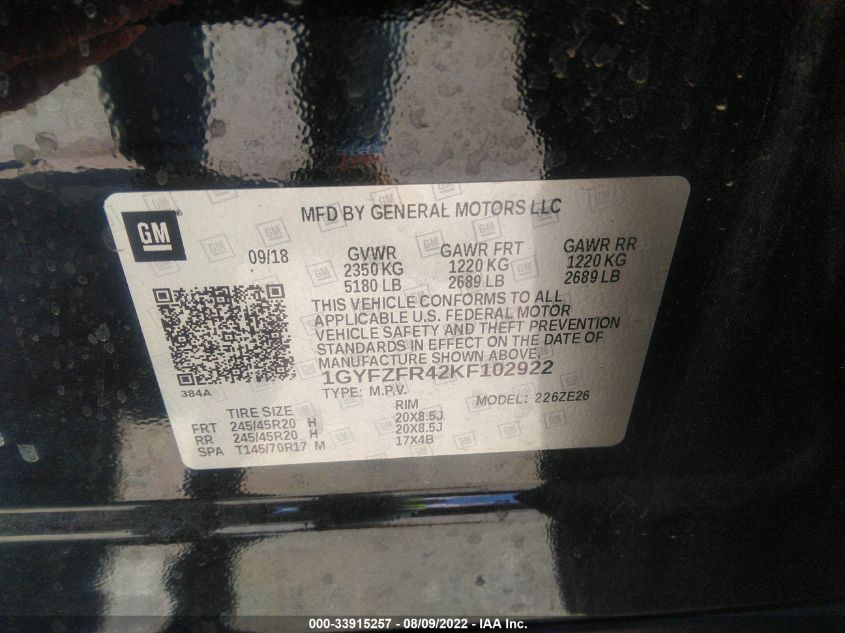 GM
MFD BY GENERAL MOTORS LLC
09/18
GVWR GAWR FRT GAWR RR
2350 KG 1220 KG 1220 KG
5180 LB 2689 LB 2689 LB
THIS VEHICLE CONFORMS TO ALL
APPLICABLE U.S. FEDERAL MOTOR
VEHICLE SAFETY AND THEFT PREVENTION
STANDARDS IN EFFECT ON THE DATE OF
MANUFACTURE SHOWN ABOVE.
1GYFZFR42KF102922
384A
TYPE: M.P.V. MODEL: 226ZE26
TIRE SIZE RIM
FRT 245/45R20 H 20X8.5J
RR 245/45R20 H 20X8.5J
SPA T145/70R17 M 17X4B
000-33915257 - 08/09/2022 - IAA Inc.